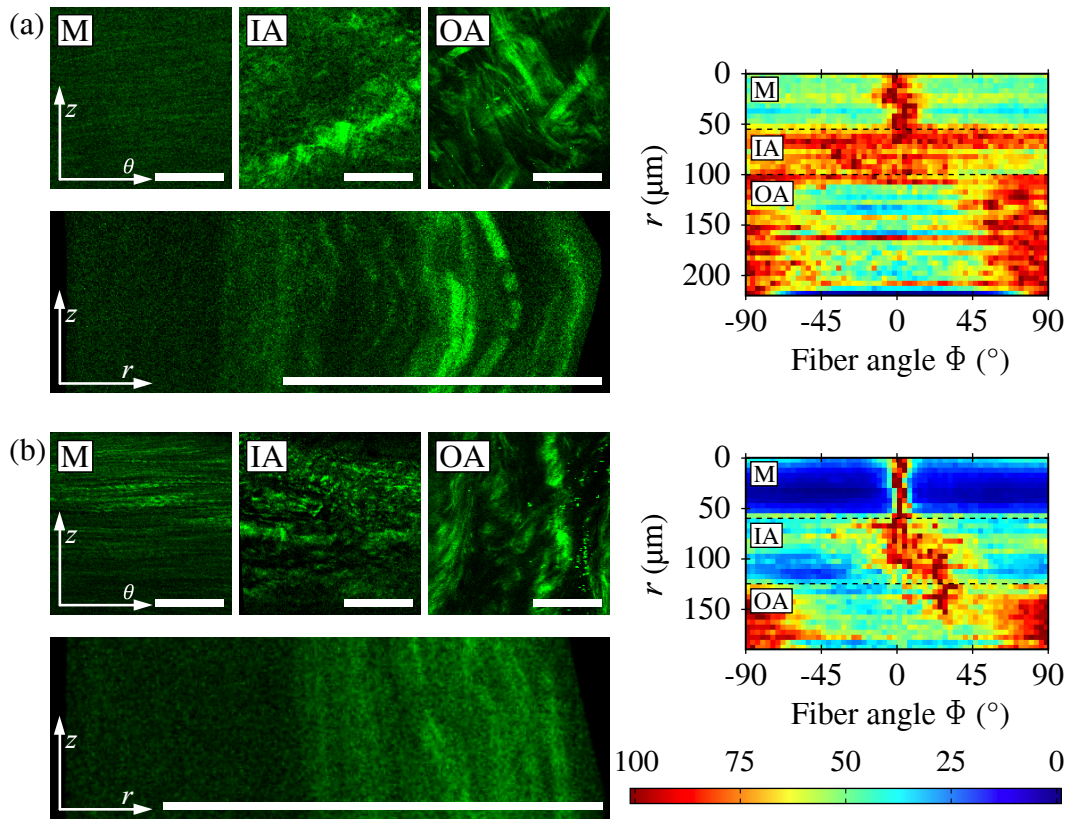 (a)
M
IA
OA
z
θ
z
r
0
50
100
150
200
r (μm)
M
IA
OA
-90 -45 0 45 90
Fiber angle Φ (°)
(b)
M
IA
OA
z
θ
z
r
0
50
100
150
r (μm)
M
IA
OA
-90 -45 0 45 90
Fiber angle Φ (°)
100 75 50 25 0